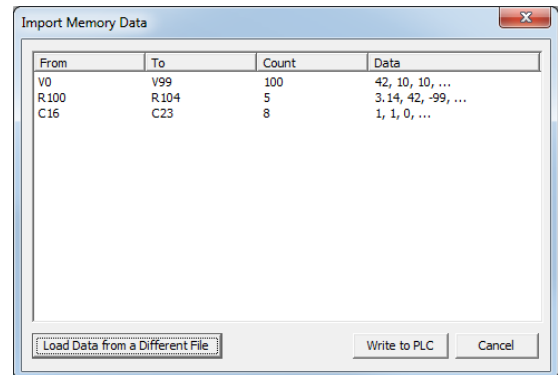 Import Memory Data
From To Count Data
V0 V99 100 42, 10, 10, ...
R100 R104 5 3.14, 42, -99, ...
C16 C23 8 1, 1, 0, ...
Load Data from a Different File Write to PLC Cancel